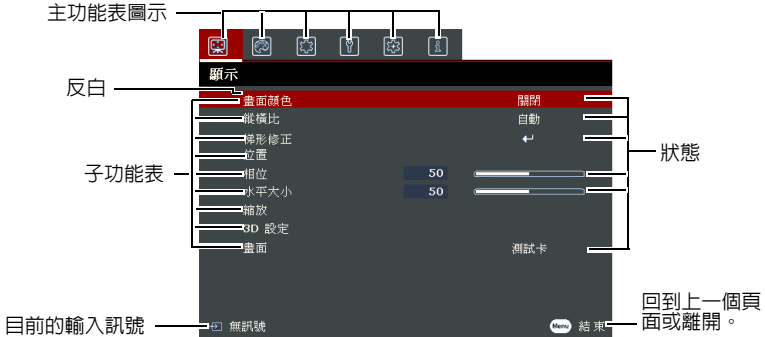 主功能表圖示
顯示
反白
畫面顏色 關閉
縱橫比 自動
梯形修正
位置
狀態
子功能表
相位 50
水平大小 50
縮放
3D 設定
畫面 測試卡
目前的輸入訊號
無訊號
Menu 結束
回到上一個頁
面或離開。